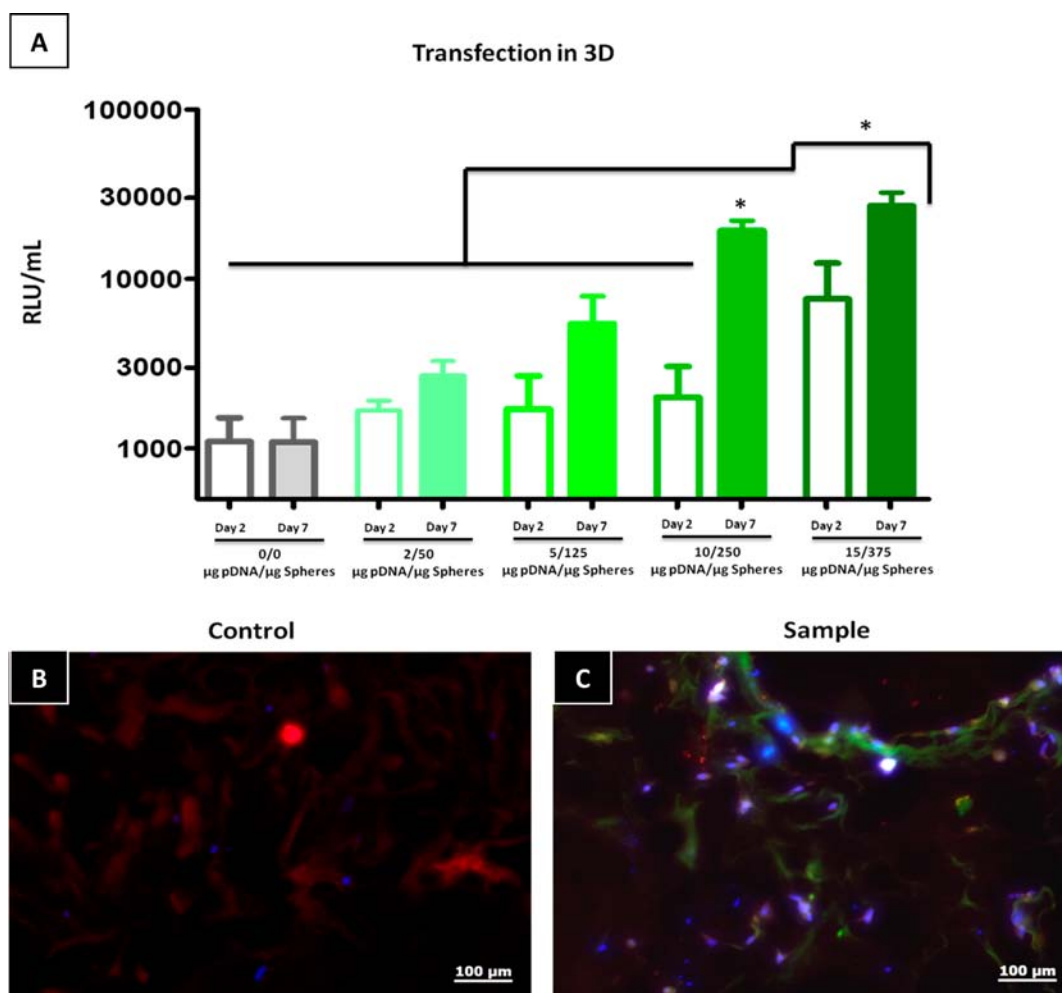 A
Transfection in 3D
100000
30000
10000
3000
1000
RLU/mL
*
*
Day 2 Day 7 Day 2 Day 7 Day 2 Day 7 Day 2 Day 7 Day 2 Day 7
0/0 2/50 5/125 10/250 15/375
µg pDNA/µg Spheres µg pDNA/µg Spheres µg pDNA/µg Spheres µg pDNA/µg Spheres µg pDNA/µg Spheres
Control Sample
B C
100 µm 100 µm